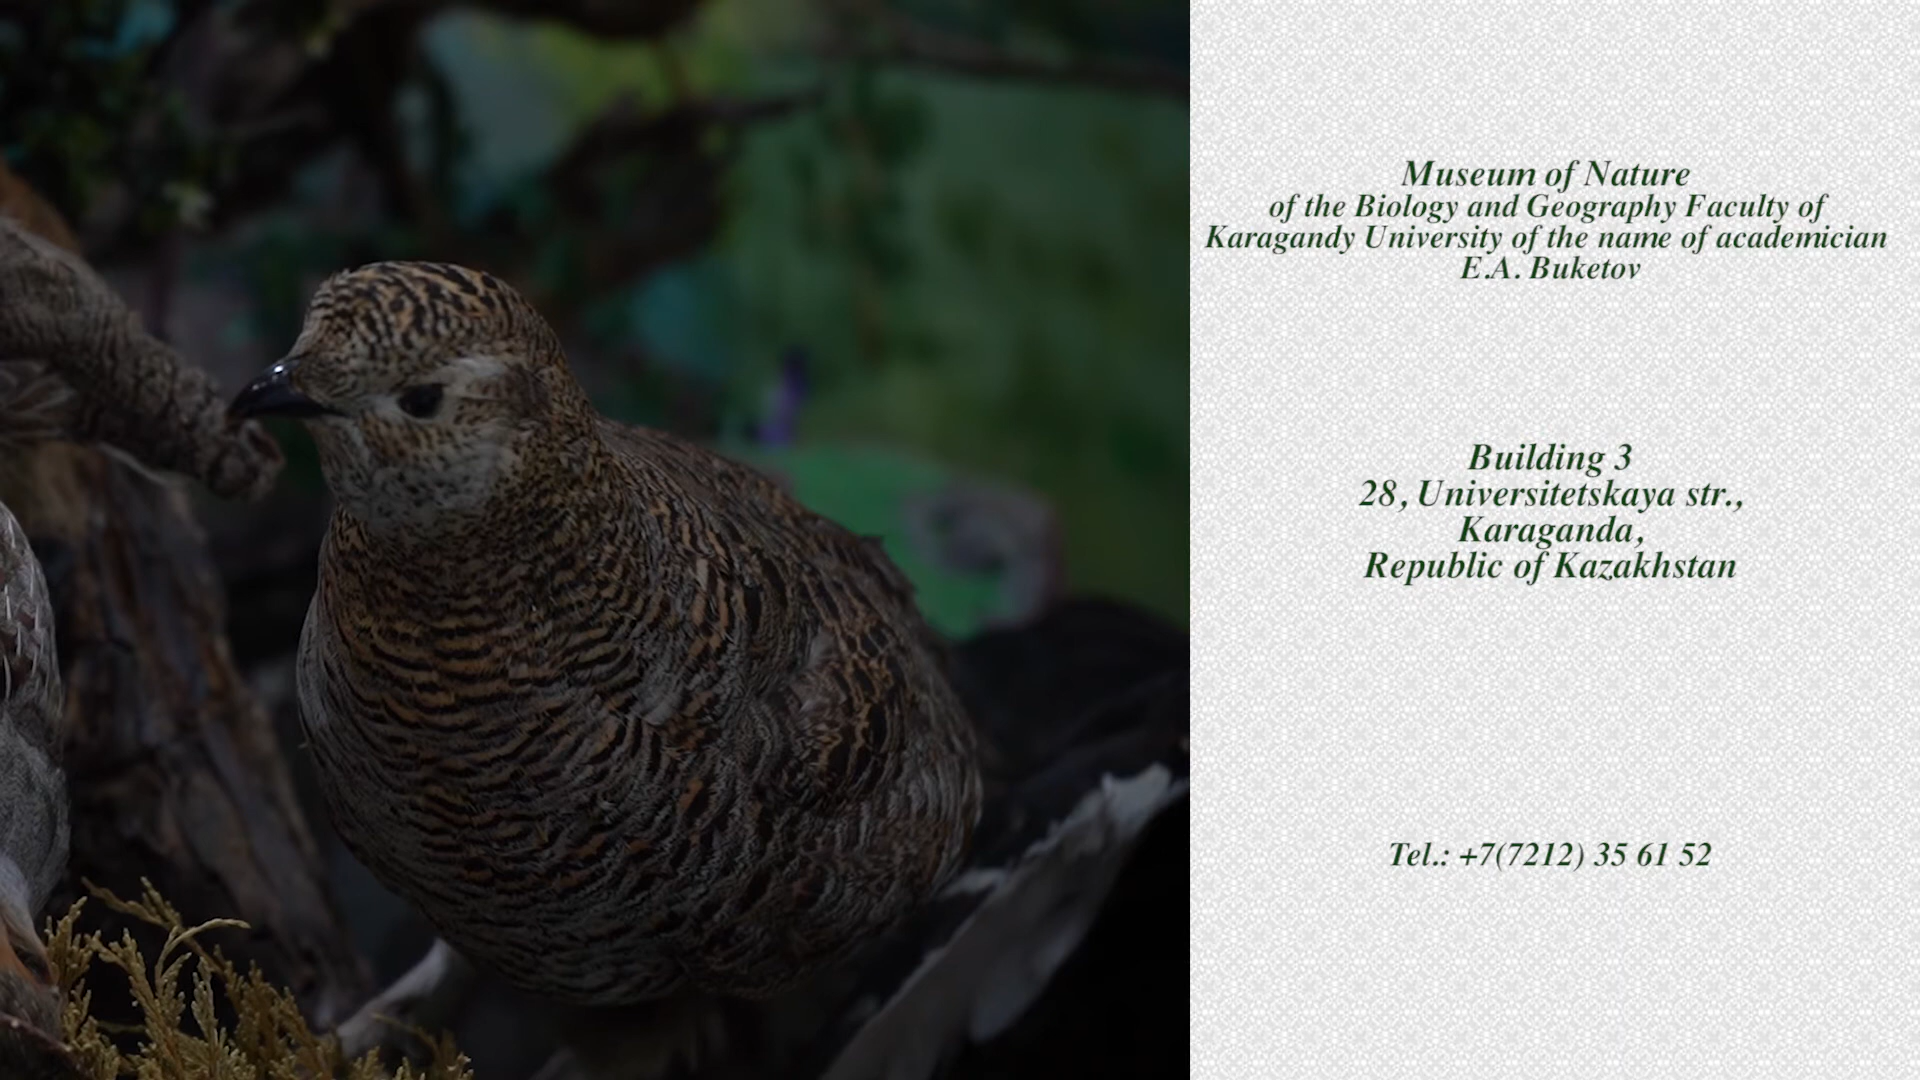 Museum of Nature
of the Biology and Geography Faculty of
Karagandy University of the name of academician
E.A. Buketov
Building 3
28, Universitetskaya str.,
Karaganda,
Republic of Kazakhstan
Tel.: +7(7212) 35 61 52